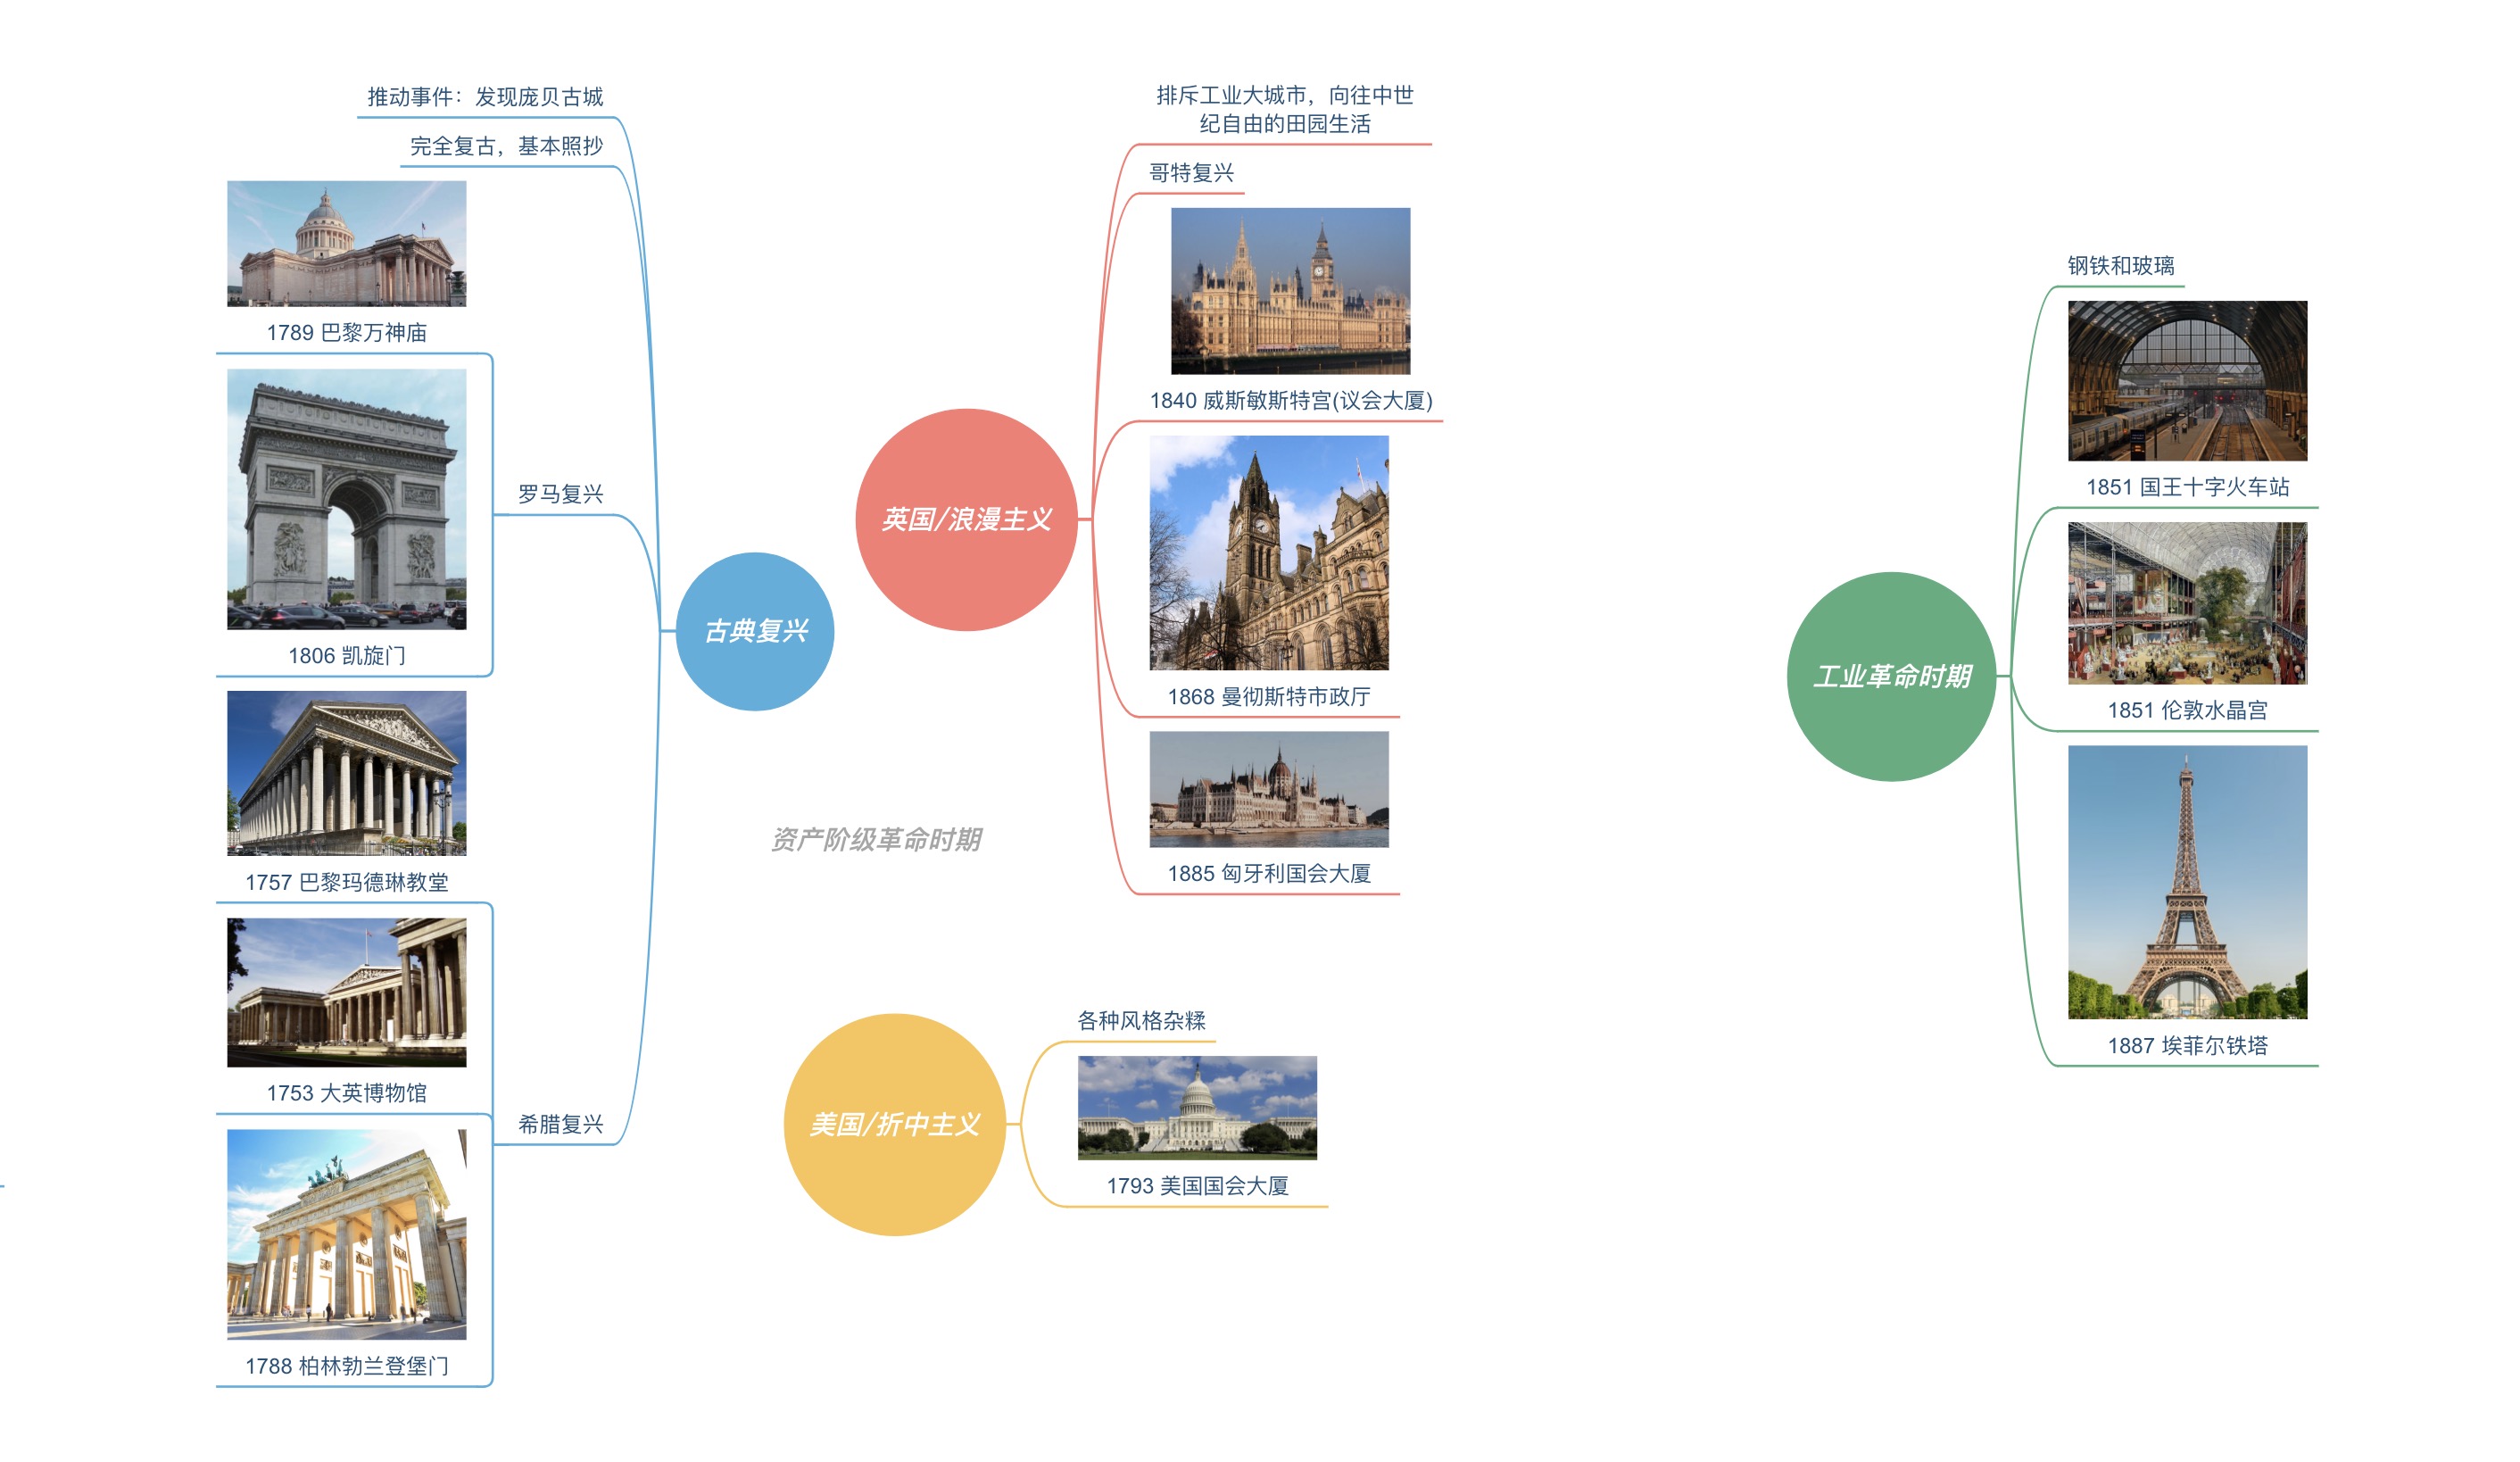 推动事件：发现庞贝古城
完全复古，基本照抄
1789 巴黎万神庙
1806 凯旋门
罗马复兴
1757 巴黎玛德琳教堂
1753 大英博物馆
1788 柏林勃兰登堡门
希腊复兴
古典复兴
排斥工业大城市，向往中世
纪自由的田园生活
哥特复兴
1840 威斯敏斯特宫(议会大厦)
1868 曼彻斯特市政厅
1885 匈牙利国会大厦
英国/浪漫主义
资产阶级革命时期
各种风格杂糅
1793 美国国会大厦
美国/折中主义
钢铁和玻璃
1851 国王十字火车站
1851 伦敦水晶宫
1887 埃菲尔铁塔
工业革命时期